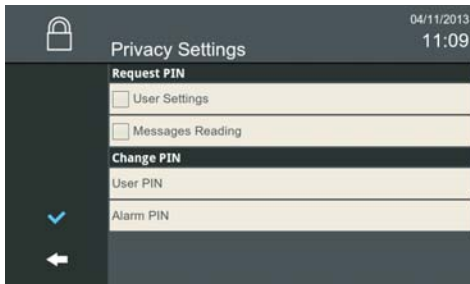 04/11/2013
Privacy Settings
11:09
Request PIN
User Settings
Messages Reading
Change PIN
User PIN
Alarm PIN